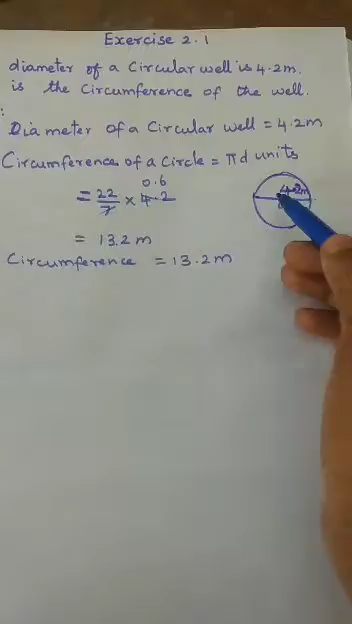 Exercise 2.1
diameter of a Circular well is 4.2m.
is the Circumference of the well.
:
Diameter of a Circular well = 4.2m
Circumference of a Circle = πd units
0.6
= 22/7 × 4.2
4.2m
= 13.2 m
Circumference = 13.2m